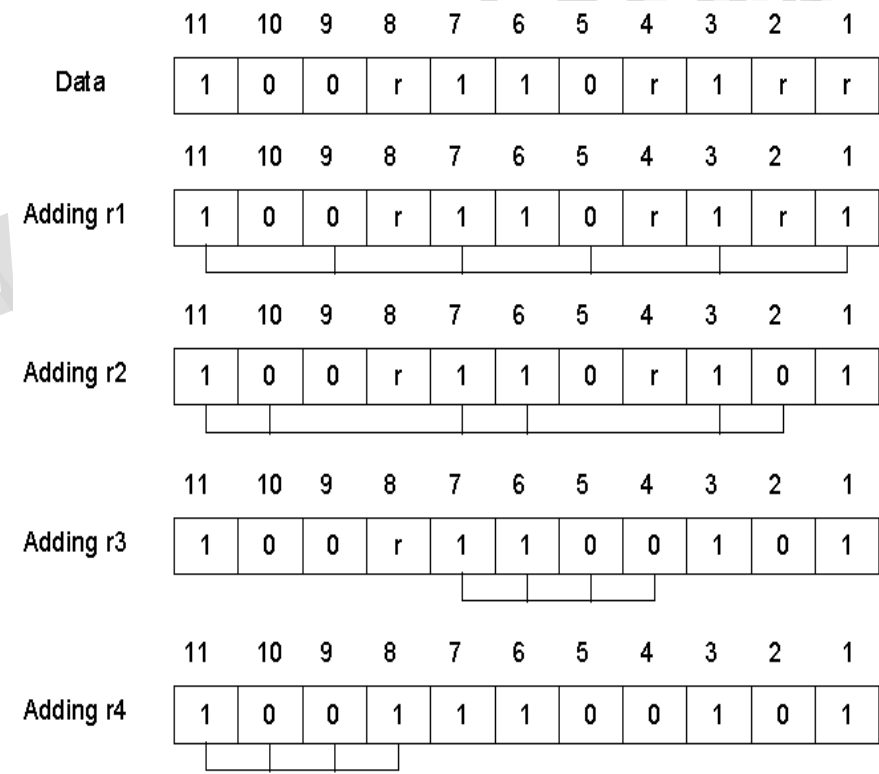 11 10 9 8 7 6 5 4 3 2 1
Data 1 0 0 r 1 1 0 r 1 r r
11 10 9 8 7 6 5 4 3 2 1
Adding r1 1 0 0 r 1 1 0 r 1 r 1
11 10 9 8 7 6 5 4 3 2 1
Adding r2 1 0 0 r 1 1 0 r 1 0 1
11 10 9 8 7 6 5 4 3 2 1
Adding r3 1 0 0 r 1 1 0 0 1 0 1
11 10 9 8 7 6 5 4 3 2 1
Adding r4 1 0 0 1 1 1 0 0 1 0 1